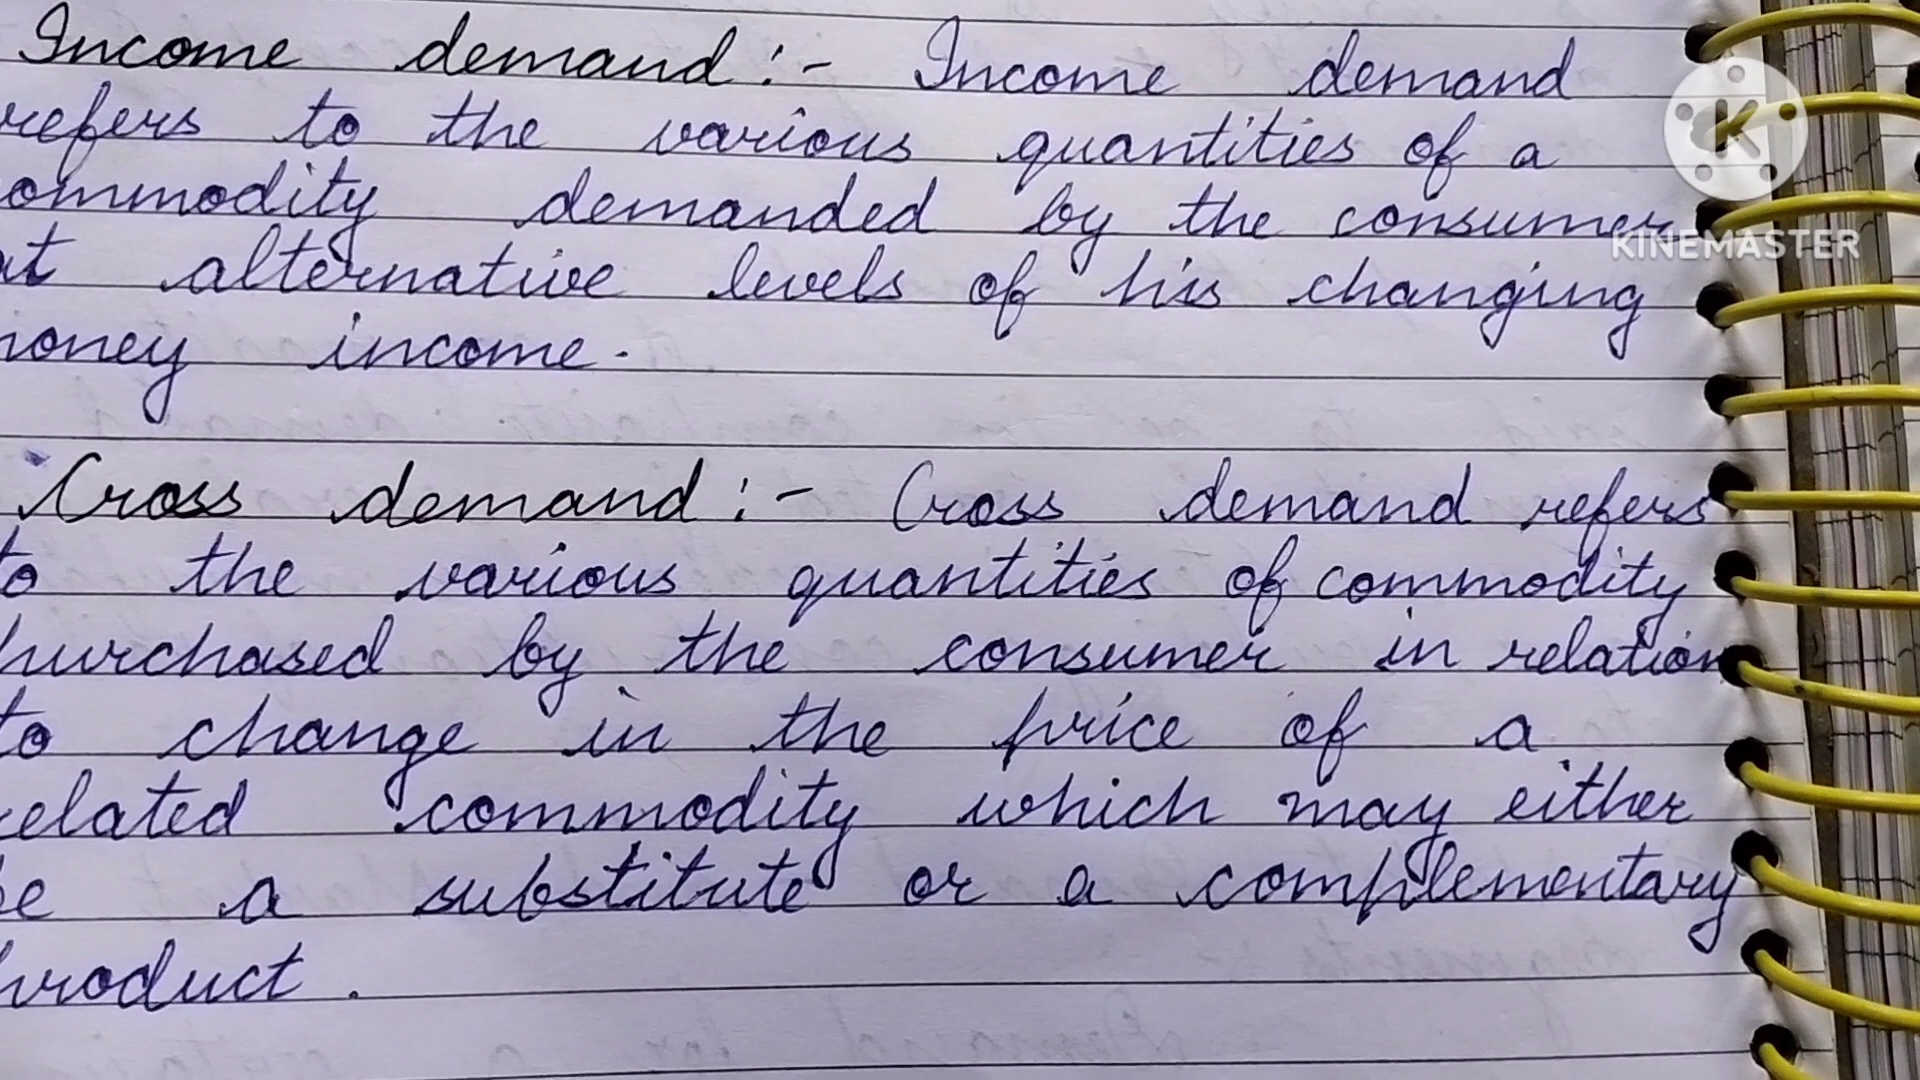 Income demand :- Income demand
refers to the various quantities of a
ommodity demanded by the consumer
at alternative levels of his changing
money income.
Cross demand :- Cross demand refers
to the various quantities of commodity
purchased by the consumer in relation
to change in the price of a
related commodity which may either
be a substitute or a complementary
product.
K
KINEMASTER